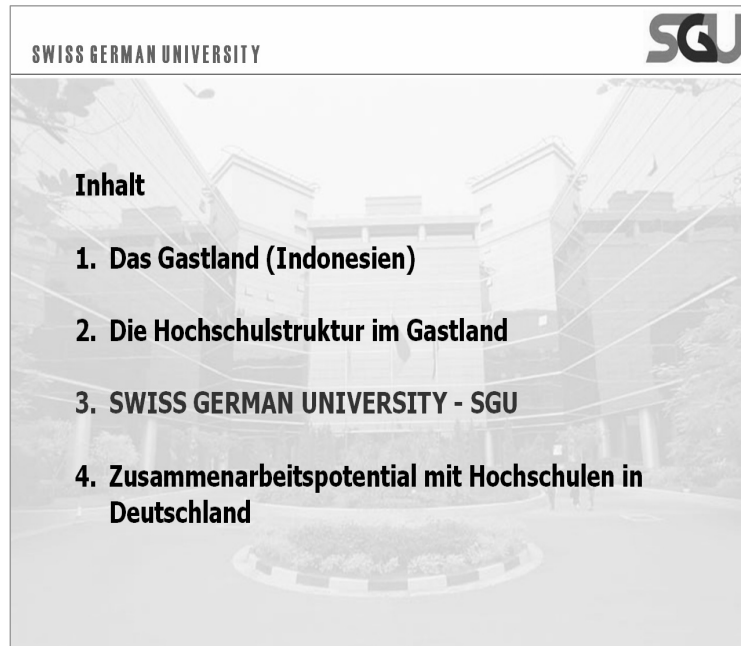 SWISS GERMAN UNIVERSITY
SGU
Inhalt
1. Das Gastland (Indonesien)
2. Die Hochschulstruktur im Gastland
3. SWISS GERMAN UNIVERSITY - SGU
4. Zusammenarbeitspotential mit Hochschulen in
Deutschland